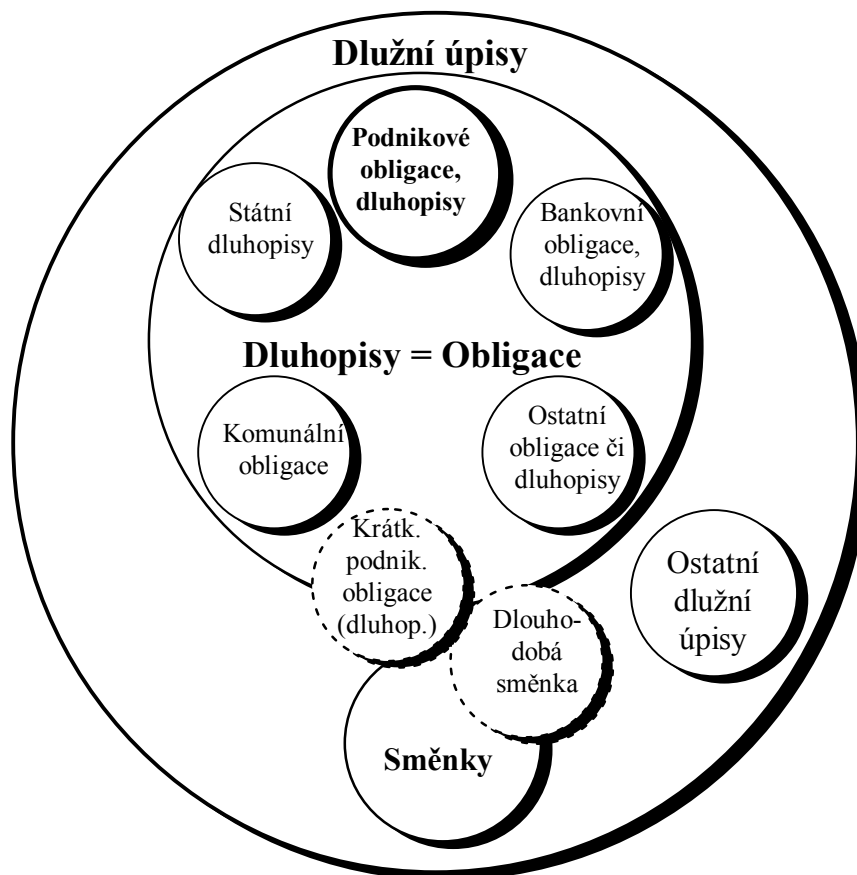 Dlužní úpisy
Podnikové
obligace,
dluhopisy
Státní
dluhopisy
Bankovní
obligace,
dluhopisy
Dluhopisy = Obligace
Komunální
obligace
Ostatní
obligace či
dluhopisy
Krátk.
podnik.
obligace
(dluhop.)
Dlouho-
dobá
směnka
Ostatní
dlužní
úpisy
Směnky